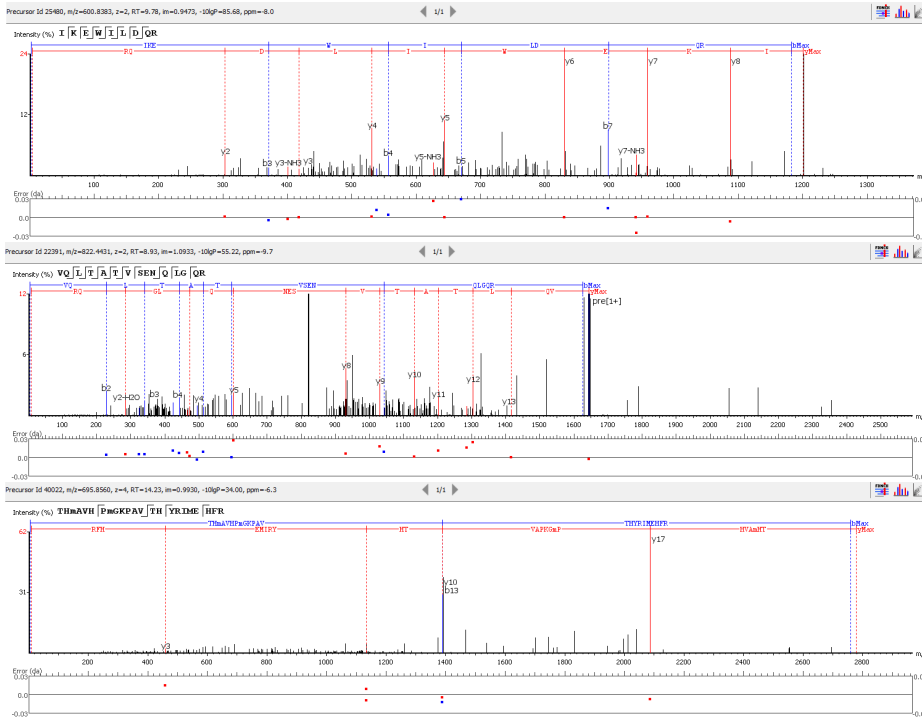 Precursor Id 25480, m/z=600.8383, z=2, RT=9.78, im=0.9473, -10lgP=85.68, ppm=-8.0
1/1
Intensity (%) I K E W I L D QR
IKE W I LD QR bMax
RQ D L I W E K I yMax
24
12
y2 b3 y3-NH3 y3 y4 b4 y5-NH3 y5 b5 y6 b7 y7-NH3 y7 y8
100 200 300 400 500 600 700 800 900 1000 1100 1200 1300
Error (da)
0.03
0.0
-0.03
Precursor Id 22391, m/z=822.4431, z=2, RT=8.93, im=1.0933, -10lgP=55.22, ppm=-9.7
1/1
Intensity (%) VQ L T A T V SEN Q LG QR
VQ L T A T VSEN QLGQR bMax
RQ GL Q NES V T A T L QV yMax
12
6
b2 y2-H2O b3 b4 y4 y5 y8 y9 y10 y11 y12 y13 pre[1+]
100 200 300 400 500 600 700 800 900 1000 1100 1200 1300 1400 1500 1600 1700 1800 1900 2000 2100 2200 2300 2400 2500
Error (da)
0.03
0.0
-0.03
Precursor Id 40022, m/z=695.8560, z=4, RT=14.23, im=0.9930, -10lgP=34.00, ppm=-6.3
1/1
Intensity (%) THmAVH PmGKPAV TH YRIME HFR
THmAVHPmGKPAV THYRIMEHFR bMax
RFH EMIRY HT VAPKGmP HVAmHT yMax
62
31
y3 y10 b13 y17
200 400 600 800 1000 1200 1400 1600 1800 2000 2200 2400 2600 2800
Error (da)
0.03
0.0
-0.03